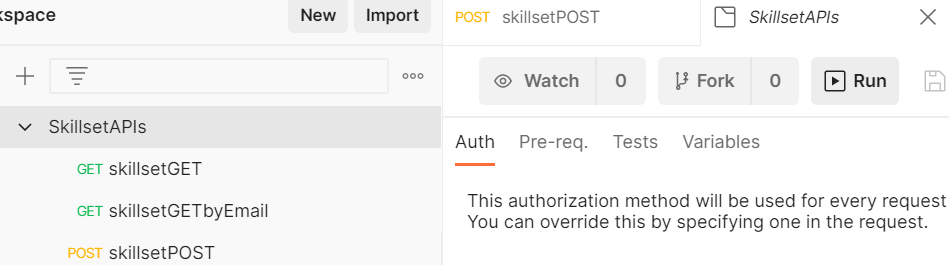 kspace
New
Import
POST skillsetPOST
SkillsetAPIs
Watch 0
Fork 0
Run
SkillsetAPIs
Auth Pre-req. Tests Variables
GET skillsetGET
GET skillsetGETbyEmail
POST skillsetPOST
This authorization method will be used for every request
You can override this by specifying one in the request.